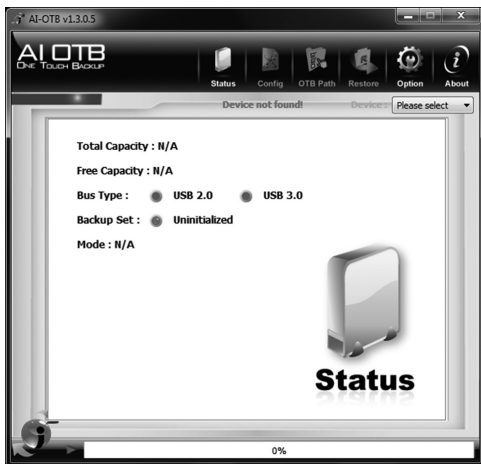 AI-OTB v1.3.0.5
AI OTB
ONE TOUCH BACKUP
Status Config OTB Path Restore Option About
Device not found! Device: Please select
Total Capacity : N/A
Free Capacity : N/A
Bus Type : USB 2.0 USB 3.0
Backup Set : Uninitialized
Mode : N/A
Status
0%